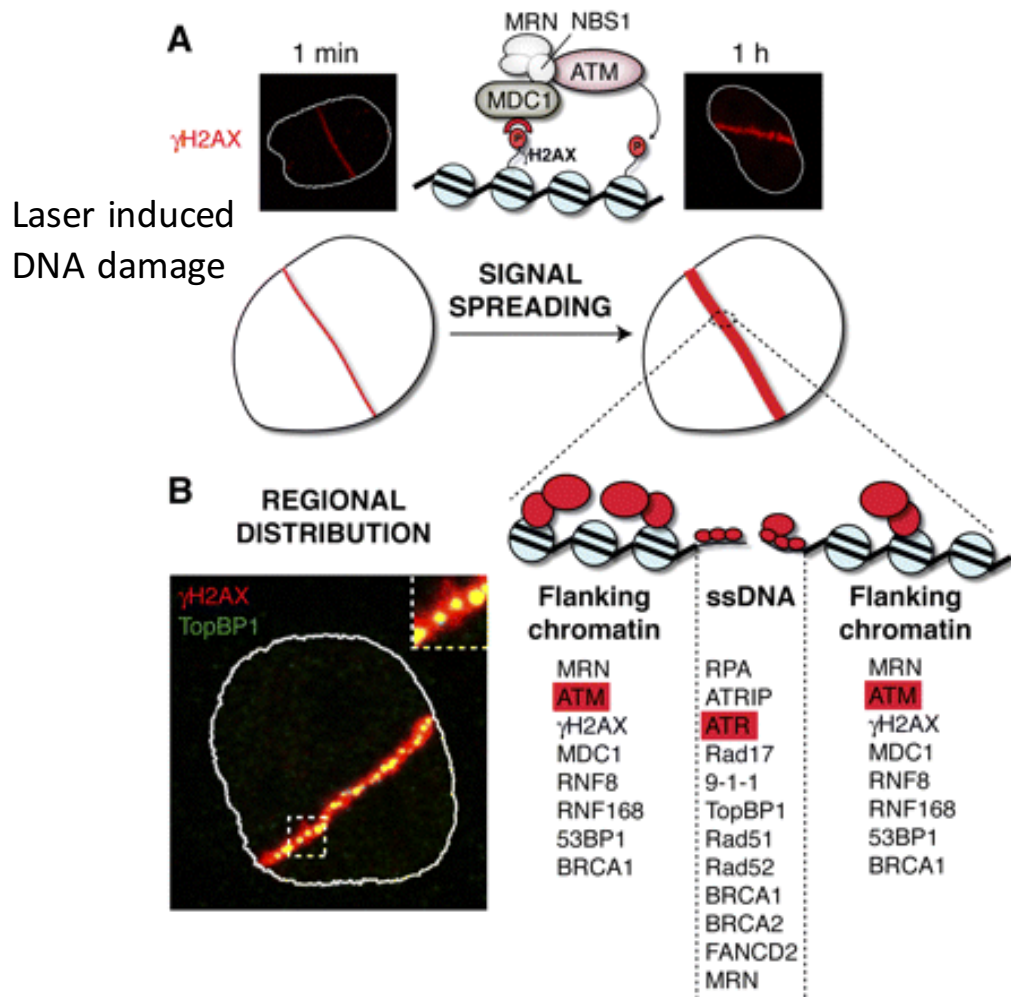 A
1 min
MRN
NBS1
ATM
MDC1
P
γH2AX
P
1 h
γH2AX
Laser induced
DNA damage
SIGNAL
SPREADING
B
REGIONAL
DISTRIBUTION
γH2AX
TopBP1
Flanking
chromatin
MRN
ATM
γH2AX
MDC1
RNF8
RNF168
53BP1
BRCA1
ssDNA
RPA
ATRIP
ATR
Rad17
9-1-1
TopBP1
Rad51
Rad52
BRCA1
BRCA2
FANCD2
MRN
Flanking
chromatin
MRN
ATM
γH2AX
MDC1
RNF8
RNF168
53BP1
BRCA1